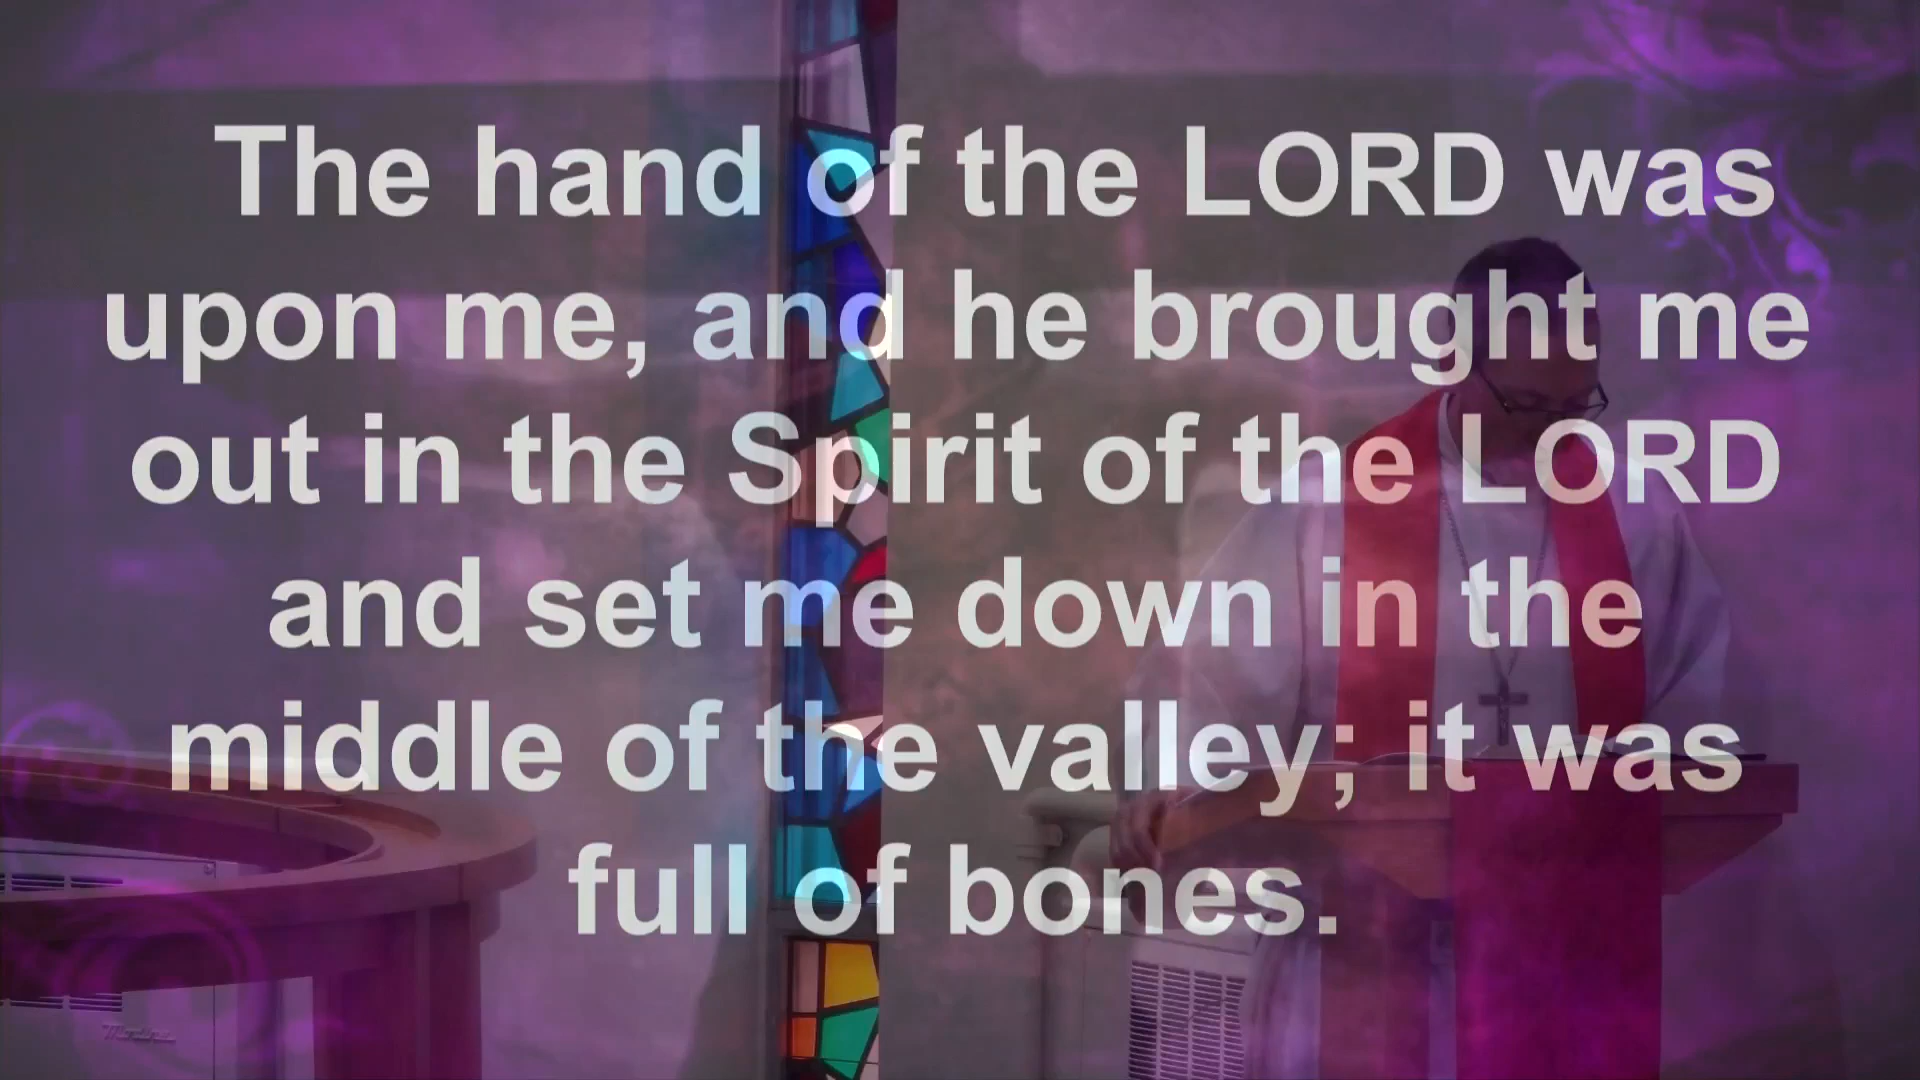 The hand of the LORD was
upon me, and he brought me
out in the Spirit of the LORD
and set me down in the
middle of the valley; it was
full of bones.